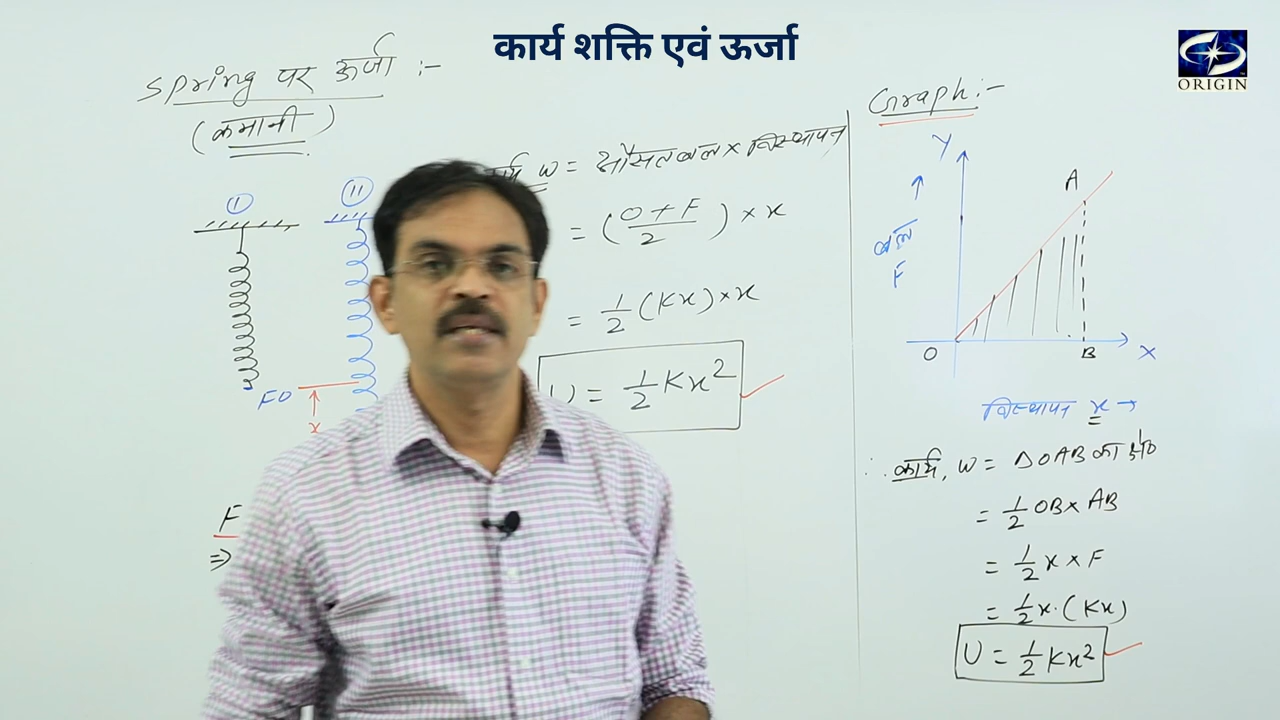 कार्य शक्ति एवं ऊर्जा
ORIGIN
Spring पर ऊर्जा :-
(कमानी)
I
II
F0
x
F
⇒
कार्य W = औसत बल × विस्थापन
= (0 + F / 2) × x
= 1/2 (Kx) × x
U = 1/2 Kx²
Graph :-
Y
A
बल
F
O
B
X
विस्थापन x →
∴ कार्य, W = ΔOAB का क्षे०
= 1/2 OB × AB
= 1/2 x × F
= 1/2 x · (Kx)
U = 1/2 Kx²